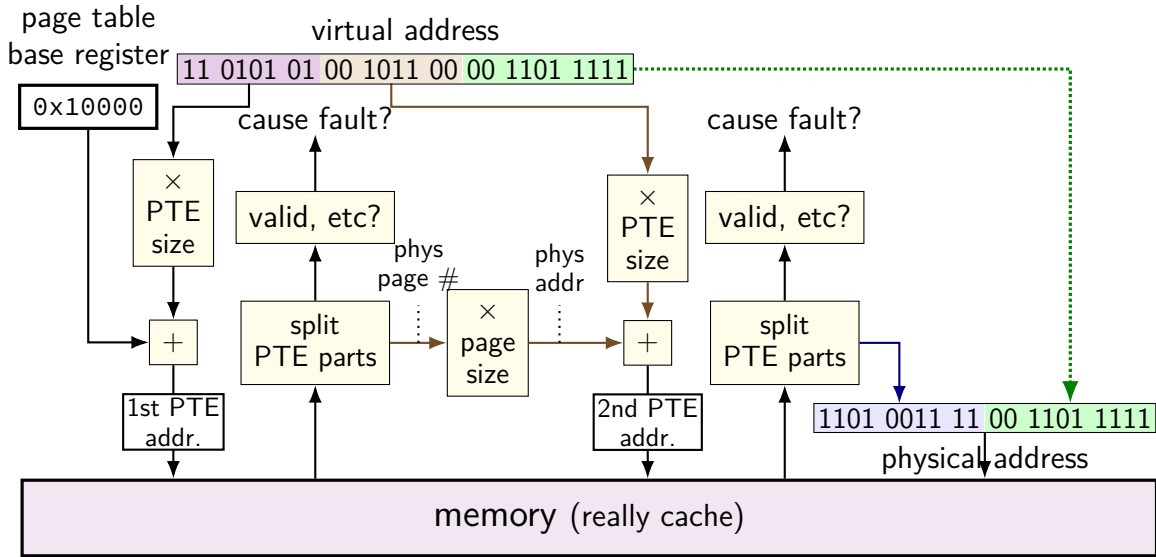 page table
base register
virtual address
11 0101 01 00 1011 00 00 1101 1111
0x10000
cause fault?
cause fault?
×
PTE
size
valid, etc?
×
PTE
size
valid, etc?
phys
page #
phys
addr
+
split
PTE parts
×
page
size
+
split
PTE parts
1st PTE
addr.
2nd PTE
addr.
1101 0011 11 00 1101 1111
physical address
memory (really cache)